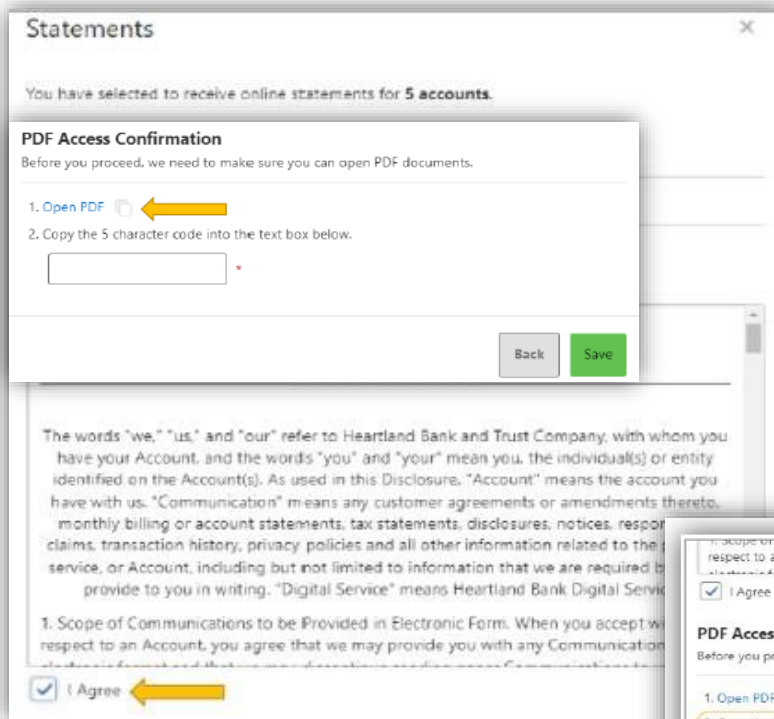 Statements
You have selected to receive online statements for 5 accounts.
PDF Access Confirmation
Before you proceed, we need to make sure you can open PDF documents.
1. Open PDF
2. Copy the 5 character code into the text box below.
*
Back Save
The words "we," "us," and "our" refer to Heartland Bank and Trust Company, with whom you
have your Account, and the words "you" and "your" mean you, the individual(s) or entity
identified on the Account(s). As used in this Disclosure, "Account" means the account you
have with us. "Communication" means any customer agreements or amendments thereto,
monthly billing or account statements, tax statements, disclosures, notices,
claims, transaction history, privacy policies and all other information related to the
service, or Account, including but not limited to information that we are required
provide to you in writing. "Digital Service" means Heartland Bank Digital
1. Scope of Communications to be Provided in Electronic Form. When you accept
respect to an Account, you agree that we may provide you with any Communication
I Agree
1. Scope of
respect to a
I Agree
PDF Acces
Before you pr
1. Open PDF